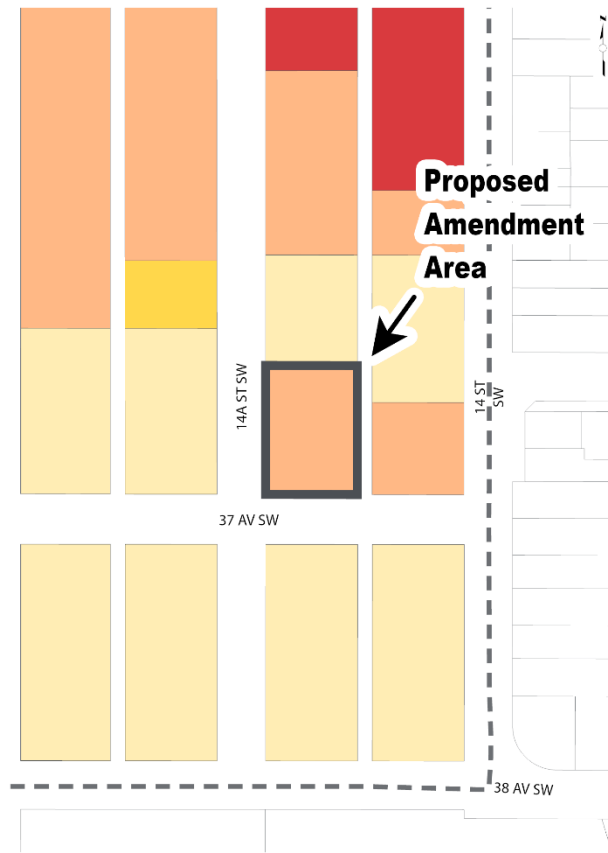 Proposed
Amendment
Area
14A ST SW
14 ST
SW
37 AV SW
38 AV SW